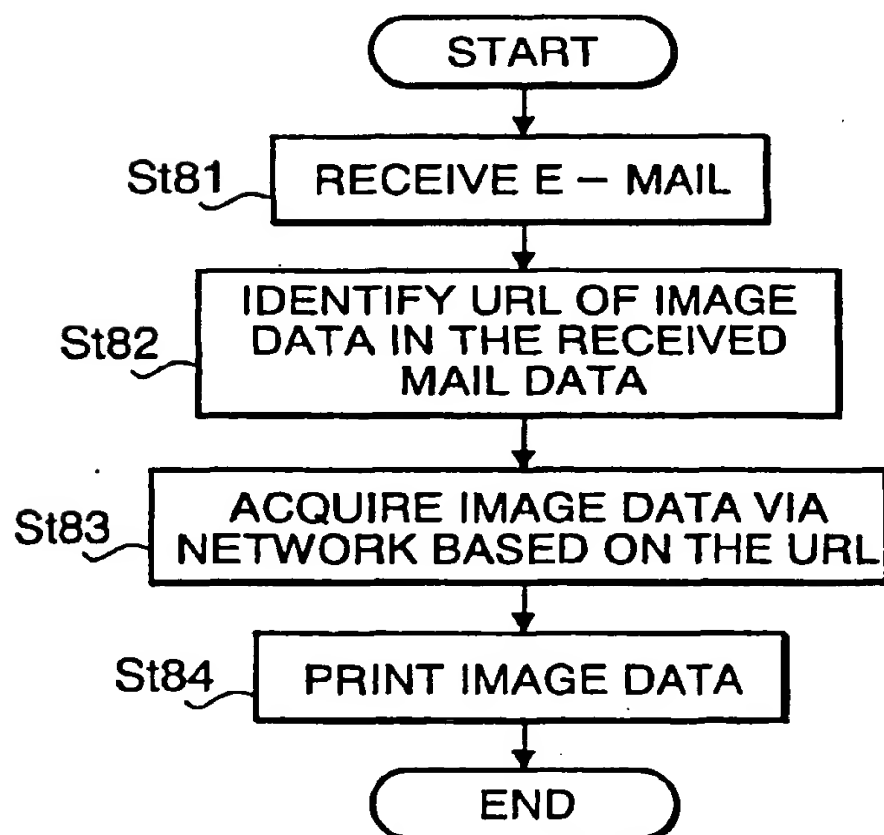 START
St81
RECEIVE E – MAIL
St82
IDENTIFY URL OF IMAGE
DATA IN THE RECEIVED
MAIL DATA
St83
ACQUIRE IMAGE DATA VIA
NETWORK BASED ON THE URL
St84
PRINT IMAGE DATA
END